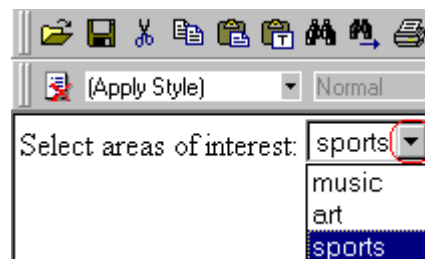 (Apply Style) Normal
Select areas of interest: sports
music
art
sports